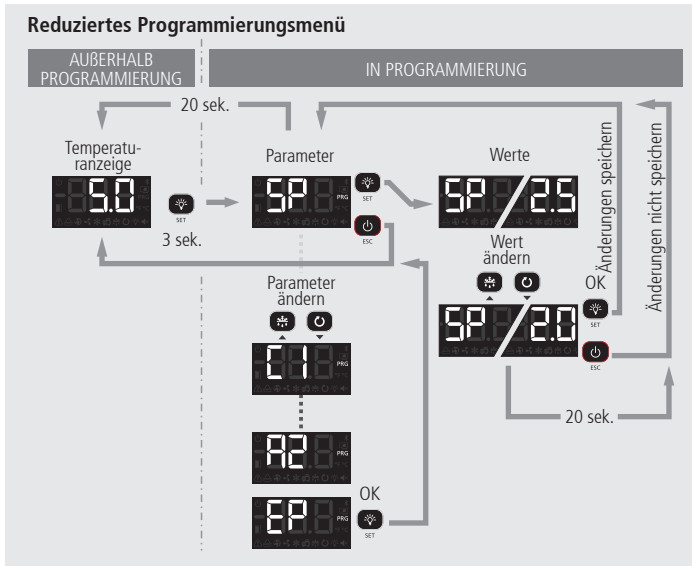 Reduziertes Programmierungsmenü
AUßERHALB
PROGRAMMIERUNG
IN PROGRAMMIERUNG
20 sek.
Temperatu-
ranzeige
5.0
SET
3 sek.
Parameter
SP
PRG
SET
ESC
Werte
SP / 2.5
Wert
ändern
OK
SP / 2.0
SET
ESC
Änderungen speichern
Änderungen nicht speichern
20 sek.
Parameter
ändern
C1
PRG
A2
PRG
EP
PRG
OK
SET